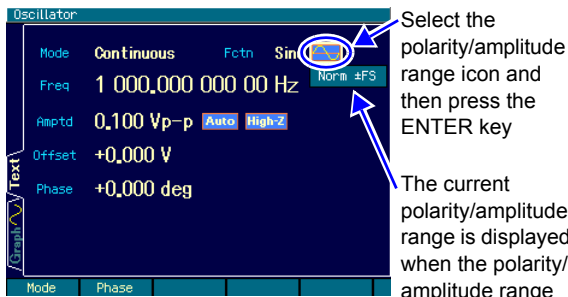 Oscillator
Mode Continuous Fctn Sin
Norm ±FS
Freq 1 000.000 000 00 Hz
Amptd 0.100 Vp-p Auto High-Z
Offset +0.000 V
Phase +0.000 deg
Text
Graph
Mode Phase
Select the
polarity/amplitude
range icon and
then press the
ENTER key
The current
polarity/amplitude
range is displayed
when the polarity/
amplitude range